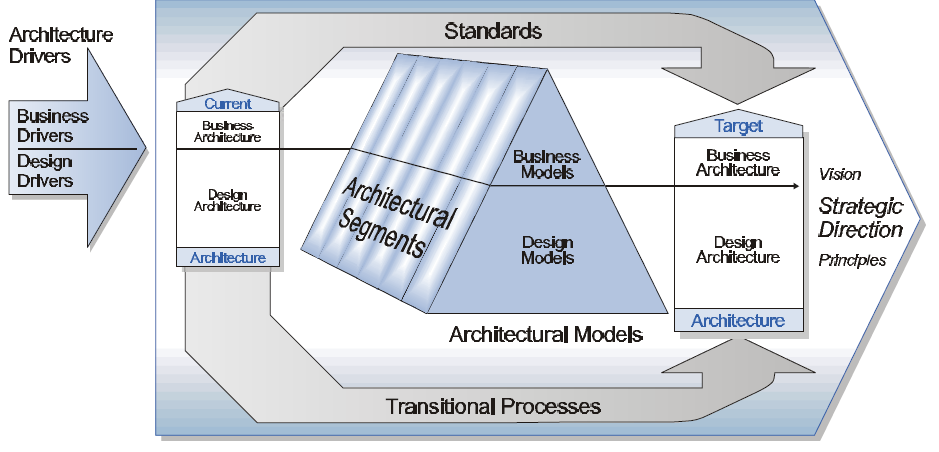 Architecture
Drivers
Business
Drivers
Design
Drivers
Standards
Current
Business
Architecture
Design
Architecture
Architecture
Architectural
Segments
Business
Models
Design
Models
Architectural Models
Target
Business
Architecture
Design
Architecture
Architecture
Vision
Strategic
Direction
Principles
Transitional Processes